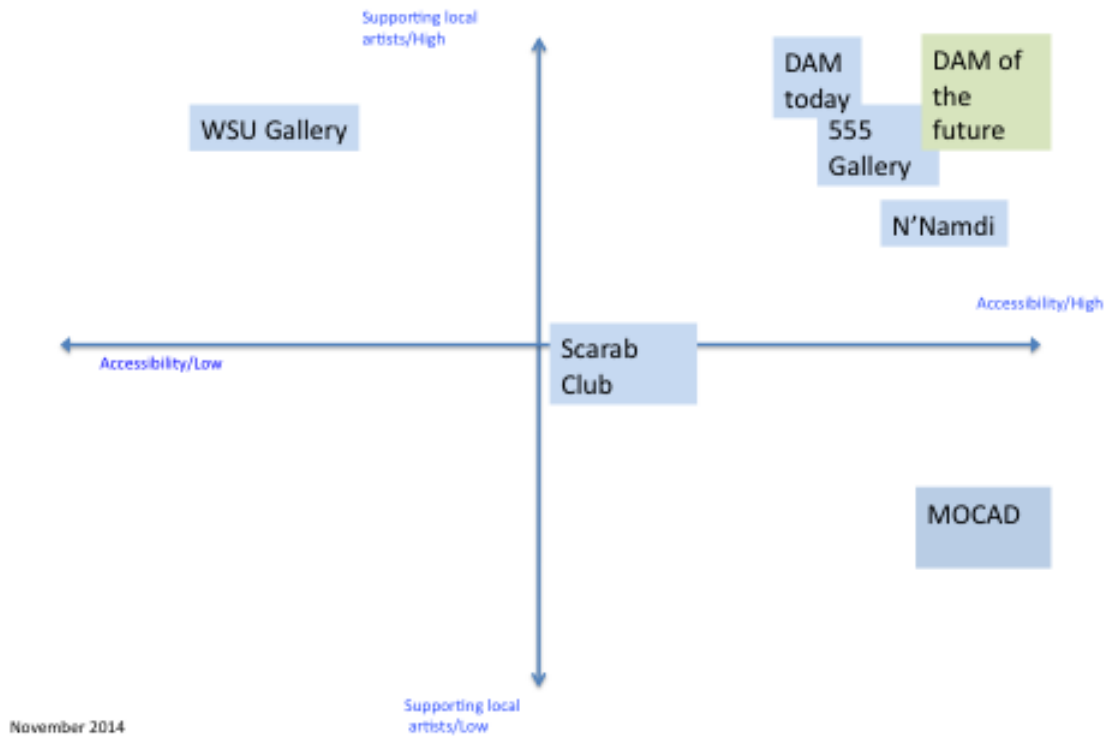 Supporting local
artists/High
DAM
today
DAM of
the
future
WSU Gallery
555
Gallery
N’Namdi
Accessibility/High
Accessibility/Low
Scarab
Club
MOCAD
Supporting local
artists/Low
November 2014